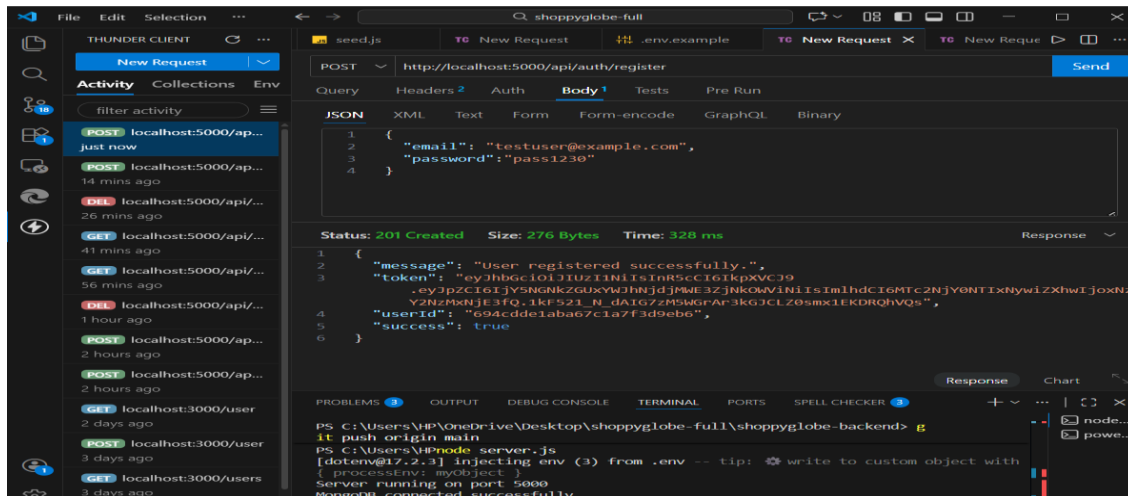 File Edit Selection ... shoppyglobe-full
THUNDER CLIENT ...
seed.js TC New Request .env.example TC New Request TC New Reque ...
New Request
POST http://localhost:5000/api/auth/register Send
Activity Collections Env
Query Headers 2 Auth Body 1 Tests Pre Run
filter activity
JSON XML Text Form Form-encode GraphQL Binary
18
1
POST localhost:5000/ap...
just now
POST localhost:5000/ap...
14 mins ago
DEL localhost:5000/api/...
26 mins ago
GET localhost:5000/api/...
41 mins ago
GET localhost:5000/api/...
56 mins ago
DEL localhost:5000/api/...
1 hour ago
POST localhost:5000/ap...
2 hours ago
POST localhost:5000/ap...
2 hours ago
GET localhost:3000/user
2 days ago
POST localhost:3000/user
3 days ago
GET localhost:3000/users
3 days ago
1
1 {
2 "email": "testuser@example.com",
3 "password":"pass1230"
4 }
Status: 201 Created Size: 276 Bytes Time: 328 ms Response
1 {
2 "message": "User registered successfully.",
3 "token": "eyJhbGciOiJIUzI1NiIsInR5cCI6IkpXVCJ9
4 "userId": "694cdde1aba67c1a7f3d9eb6",
5 "success": true
6 }
Response Chart
PROBLEMS 3 OUTPUT DEBUG CONSOLE TERMINAL PORTS SPELL CHECKER 3 ...
PS C:\Users\HP\OneDrive\Desktop\shoppyglobe-full\shoppyglobe-backend> g
it push origin main
PS C:\Users\HPnode server.js
[dotenv@17.2.3] injecting env (3) from .env -- tip: write to custom object with
{ processEnv: myObject }
Server running on port 5000
MongoDB connected successfully
node...
powe...